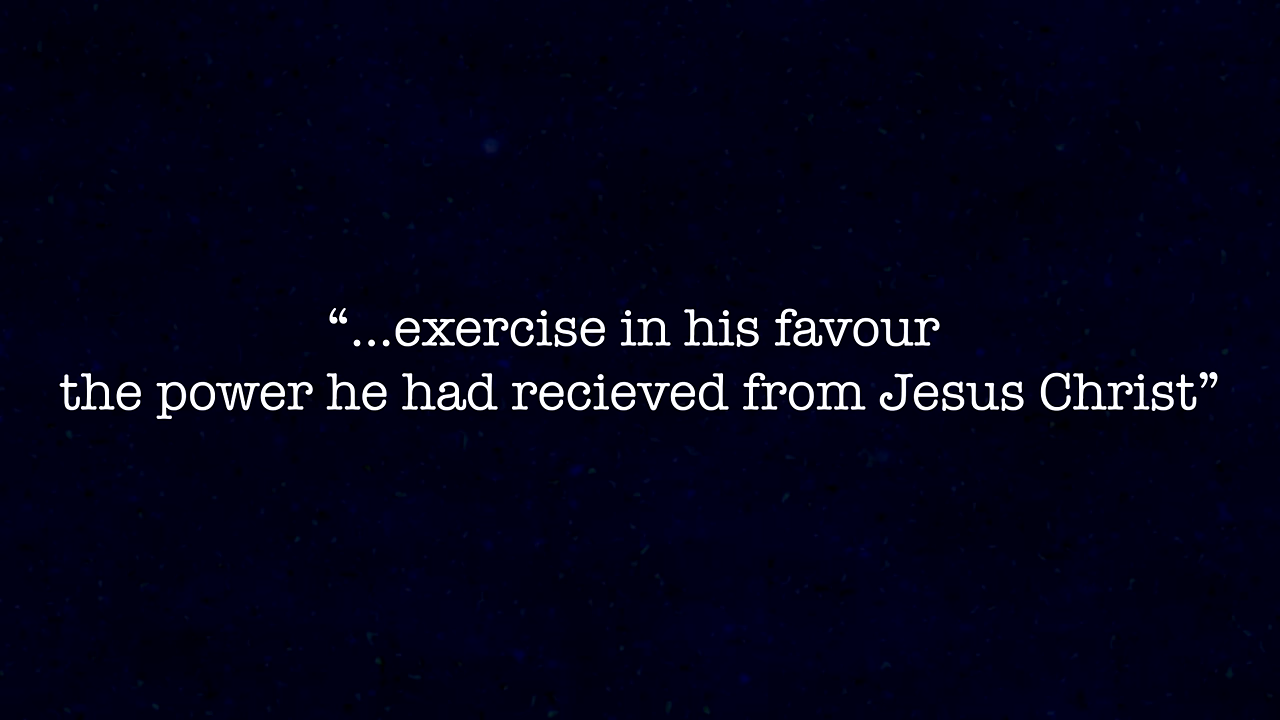 “...exercise in his favour
the power he had recieved from Jesus Christ”